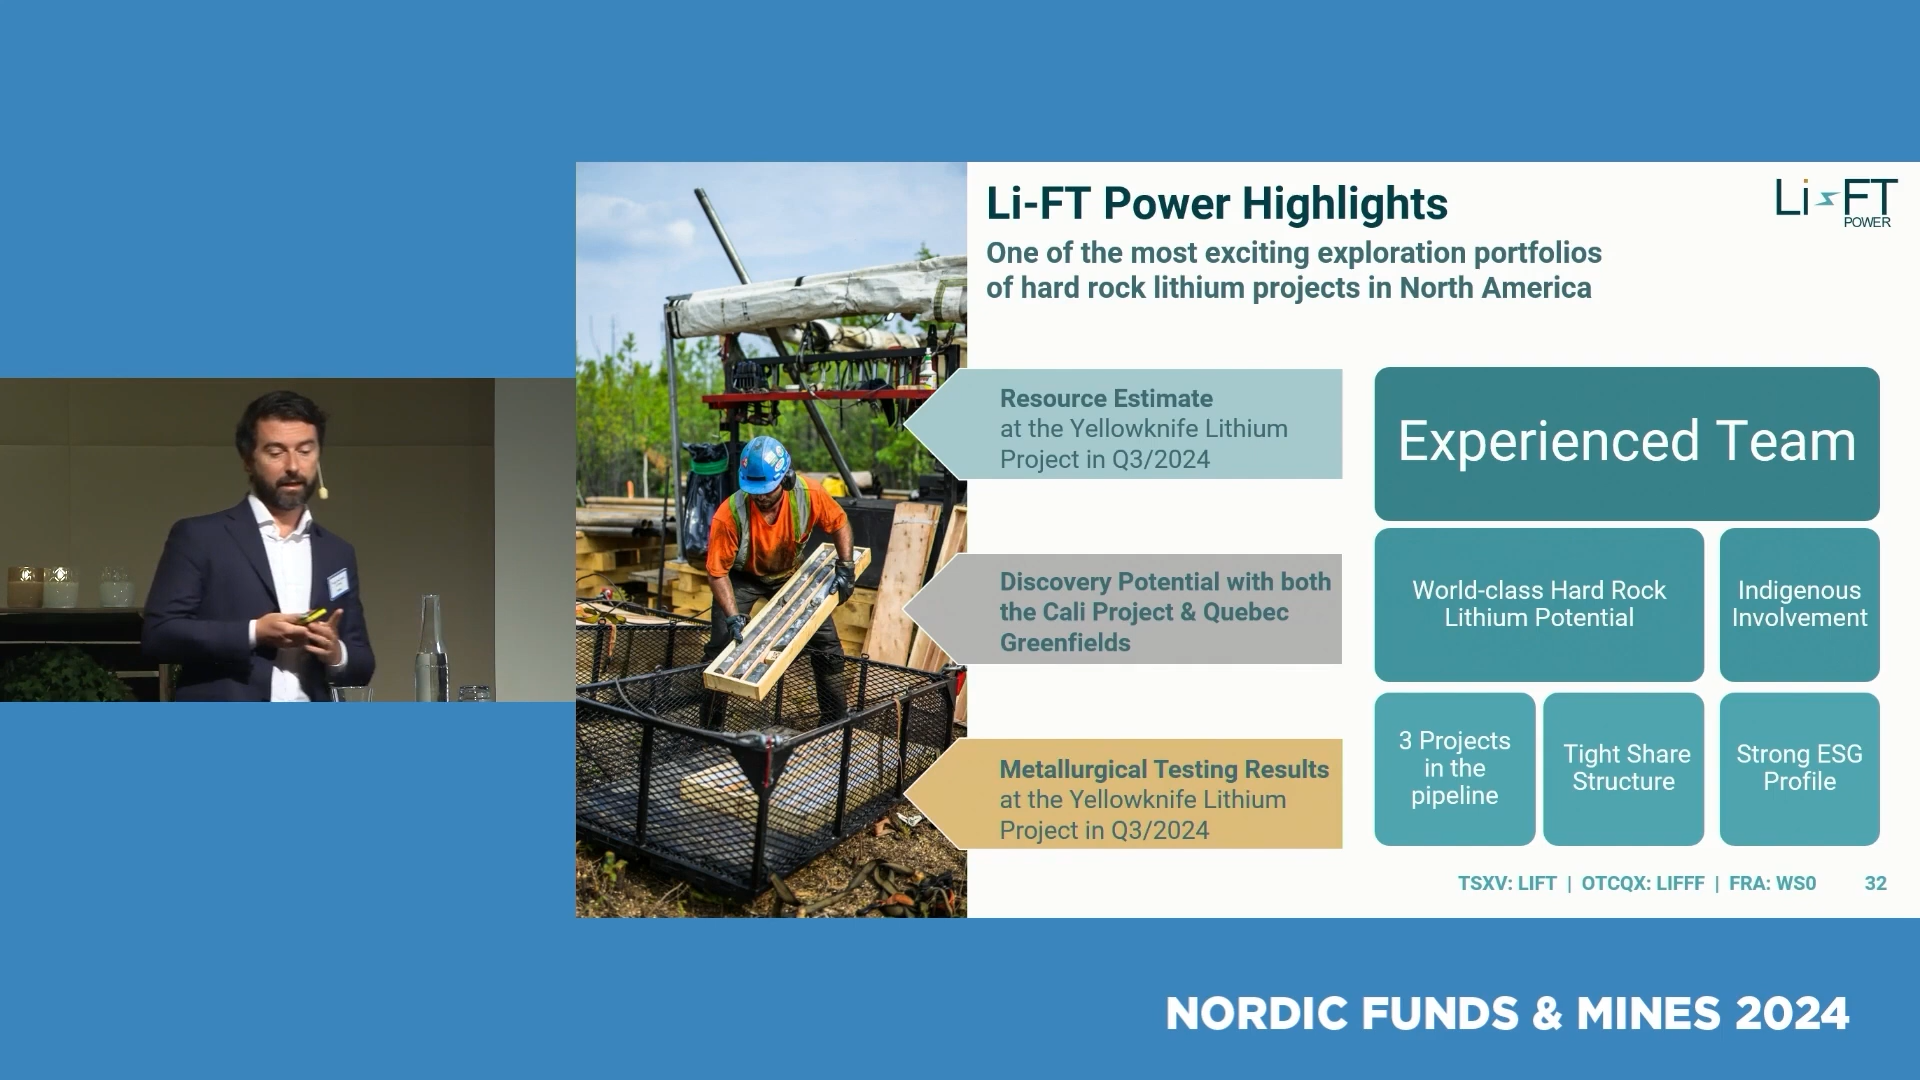 Li-FT Power Highlights
One of the most exciting exploration portfolios
of hard rock lithium projects in North America
Li FT
POWER
Resource Estimate
at the Yellowknife Lithium
Project in Q3/2024
Discovery Potential with both
the Cali Project & Quebec
Greenfields
Metallurgical Testing Results
at the Yellowknife Lithium
Project in Q3/2024
Experienced Team
World-class Hard Rock
Lithium Potential
Indigenous
Involvement
3 Projects
in the
pipeline
Tight Share
Structure
Strong ESG
Profile
TSXV: LIFT | OTCQX: LIFFF | FRA: WS0
32
NORDIC FUNDS & MINES 2024